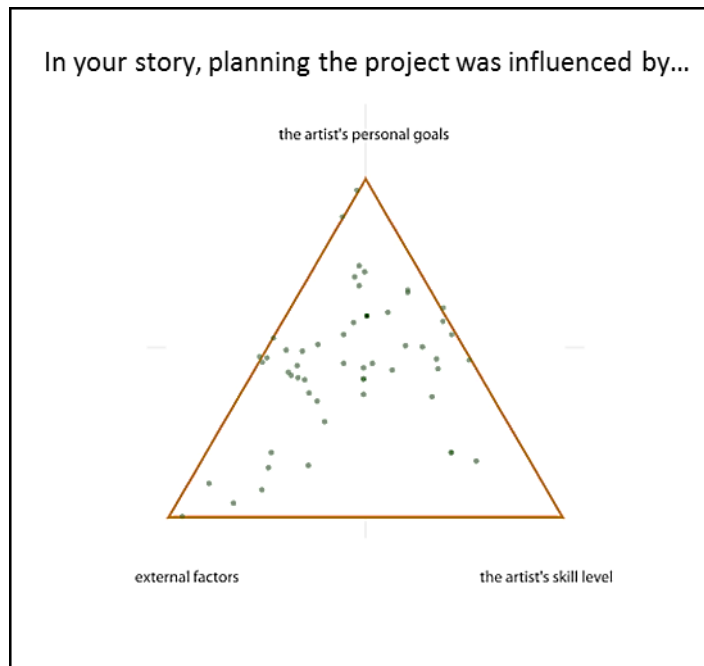 In your story, planning the project was influenced by…
the artist's personal goals
external factors
the artist's skill level